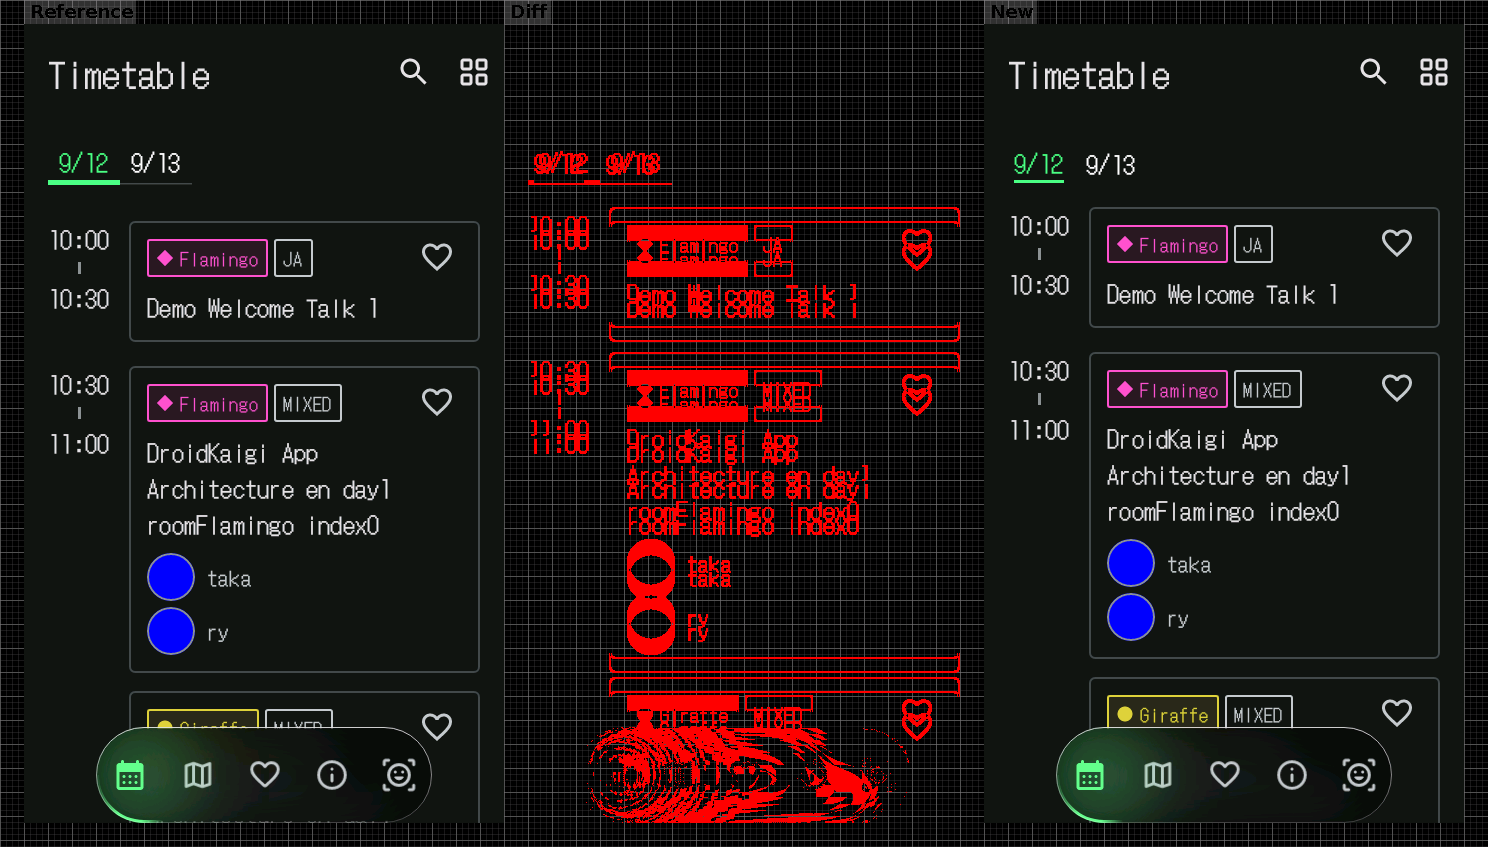 Reference
Diff
New
Timetable
9/12 9/13
10:00
10:30
Flamingo JA
Demo Welcome Talk 1
10:30
11:00
Flamingo MIXED
DroidKaigi App
Architecture en day1
roomFlamingo index0
taka
ry
Giraffe MIXED
9/12 9/13
10:00
10:30
Flamingo JA
Demo Welcome Talk 1
10:30
11:00
Flamingo MIXED
DroidKaigi App
Architecture en day1
roomFlamingo index0
taka
ry
Giraffe MIXED
Timetable
9/12 9/13
10:00
10:30
Flamingo JA
Demo Welcome Talk 1
10:30
11:00
Flamingo MIXED
DroidKaigi App
Architecture en day1
roomFlamingo index0
taka
ry
Giraffe MIXED